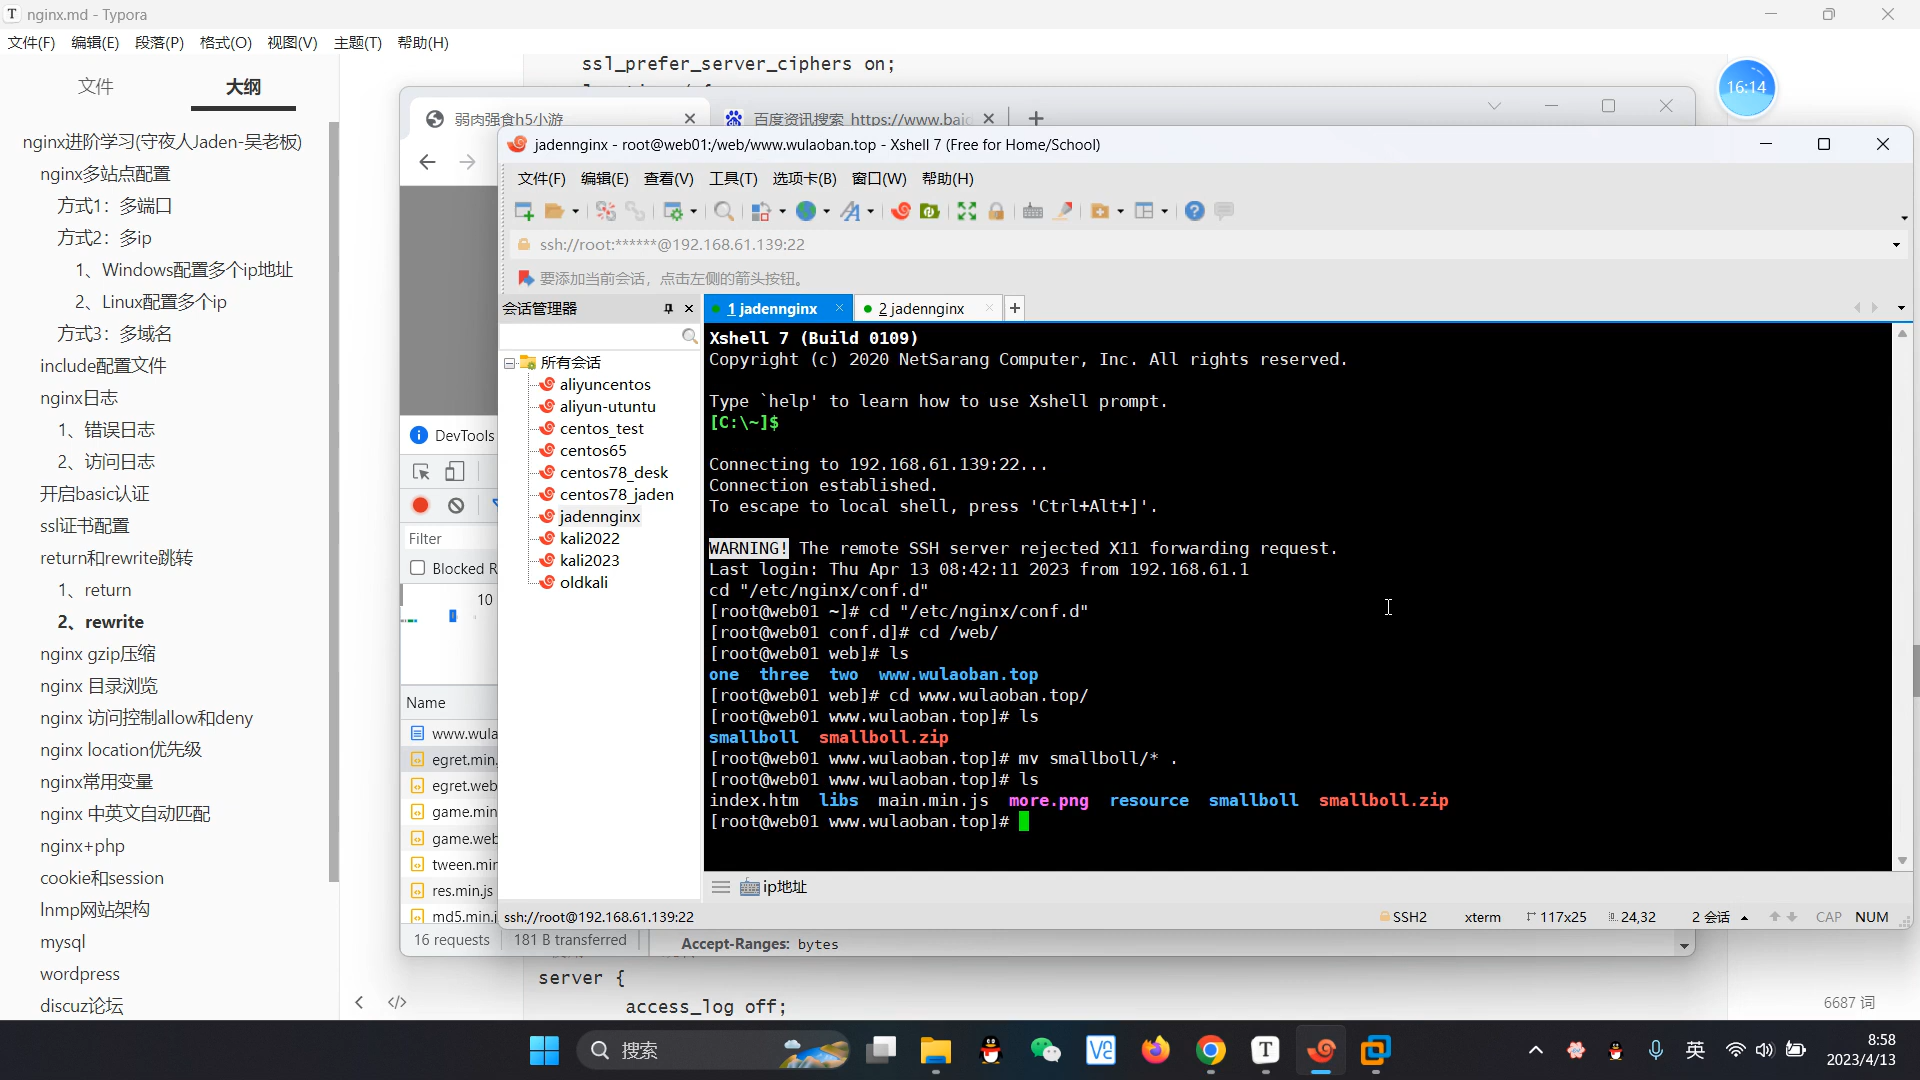 nginx.md - Typora
文件(F) 编辑(E) 段落(P) 格式(O) 视图(V) 主题(T) 帮助(H)
文件 大纲
nginx进阶学习(守夜人Jaden-吴老板)
nginx多站点配置
方式1：多端口
方式2：多ip
1、Windows配置多个ip地址
2、Linux配置多个ip
方式3：多域名
include配置文件
nginx日志
1、错误日志
2、访问日志
开启basic认证
ssl证书配置
return和rewrite跳转
1、return
2、rewrite
nginx gzip压缩
nginx 目录浏览
nginx 访问控制allow和deny
nginx location优先级
nginx常用变量
nginx 中英文自动匹配
nginx+php
cookie和session
lnmp网站架构
mysql
wordpress
discuz论坛
ssl_prefer_server_ciphers on;
16:14
弱肉强食h5小游
百度资讯搜索_https://www.baid
DevTools
Filter
Blocked R
10
Name
www.wula
egret.min.
egret.web
game.min
game.web
tween.min
res.min.js
md5.min.j
16 requests 181 B transferred
Accept-Ranges: bytes
jadennginx - root@web01:/web/www.wulaoban.top - Xshell 7 (Free for Home/School)
文件(F) 编辑(E) 查看(V) 工具(T) 选项卡(B) 窗口(W) 帮助(H)
ssh://root:******@192.168.61.139:22
要添加当前会话，点击左侧的箭头按钮。
会话管理器
1 jadennginx 2 jadennginx
所有会话
aliyuncentos
aliyun-ututu
centos_test
centos65
centos78_desk
centos78_jaden
jadennginx
kali2022
kali2023
oldkali
Xshell 7 (Build 0109)
Copyright (c) 2020 NetSarang Computer, Inc. All rights reserved.
Type `help' to learn how to use Xshell prompt.
[C:\~]$
Connecting to 192.168.61.139:22...
Connection established.
To escape to local shell, press 'Ctrl+Alt+]'.
WARNING! The remote SSH server rejected X11 forwarding request.
Last login: Thu Apr 13 08:42:11 2023 from 192.168.61.1
cd "/etc/nginx/conf.d"
[root@web01 ~]# cd "/etc/nginx/conf.d"
[root@web01 conf.d]# cd /web/
[root@web01 web]# ls
one three two www.wulaoban.top
[root@web01 web]# cd www.wulaoban.top/
[root@web01 www.wulaoban.top]# ls
smallboll smallboll.zip
[root@web01 www.wulaoban.top]# mv smallboll/* .
[root@web01 www.wulaoban.top]# ls
index.htm libs main.min.js more.png resource smallboll smallboll.zip
[root@web01 www.wulaoban.top]#
ip地址
ssh://root@192.168.61.139:22 SSH2 xterm 117x25 24,32 2 会话 CAP NUM
server {
access_log off;
6687 词
搜索
英
8:58
2023/4/13